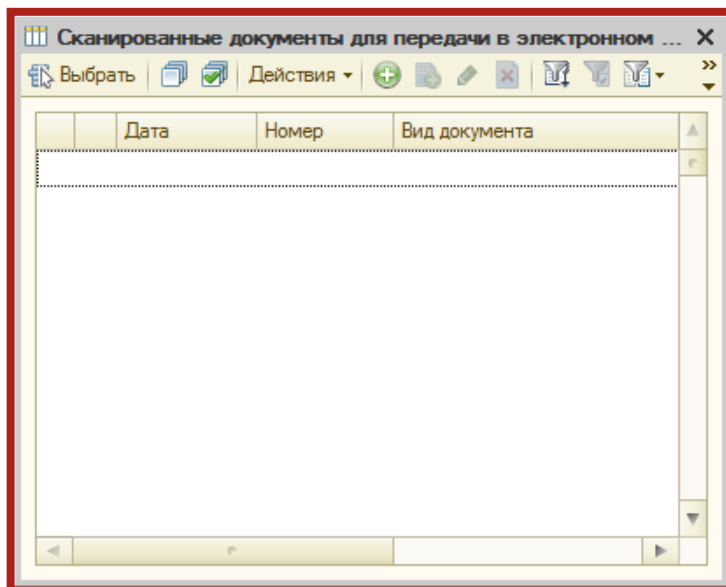 Сканированные документы для передачи в электронном ...
Выбрать Действия
Дата Номер Вид документа